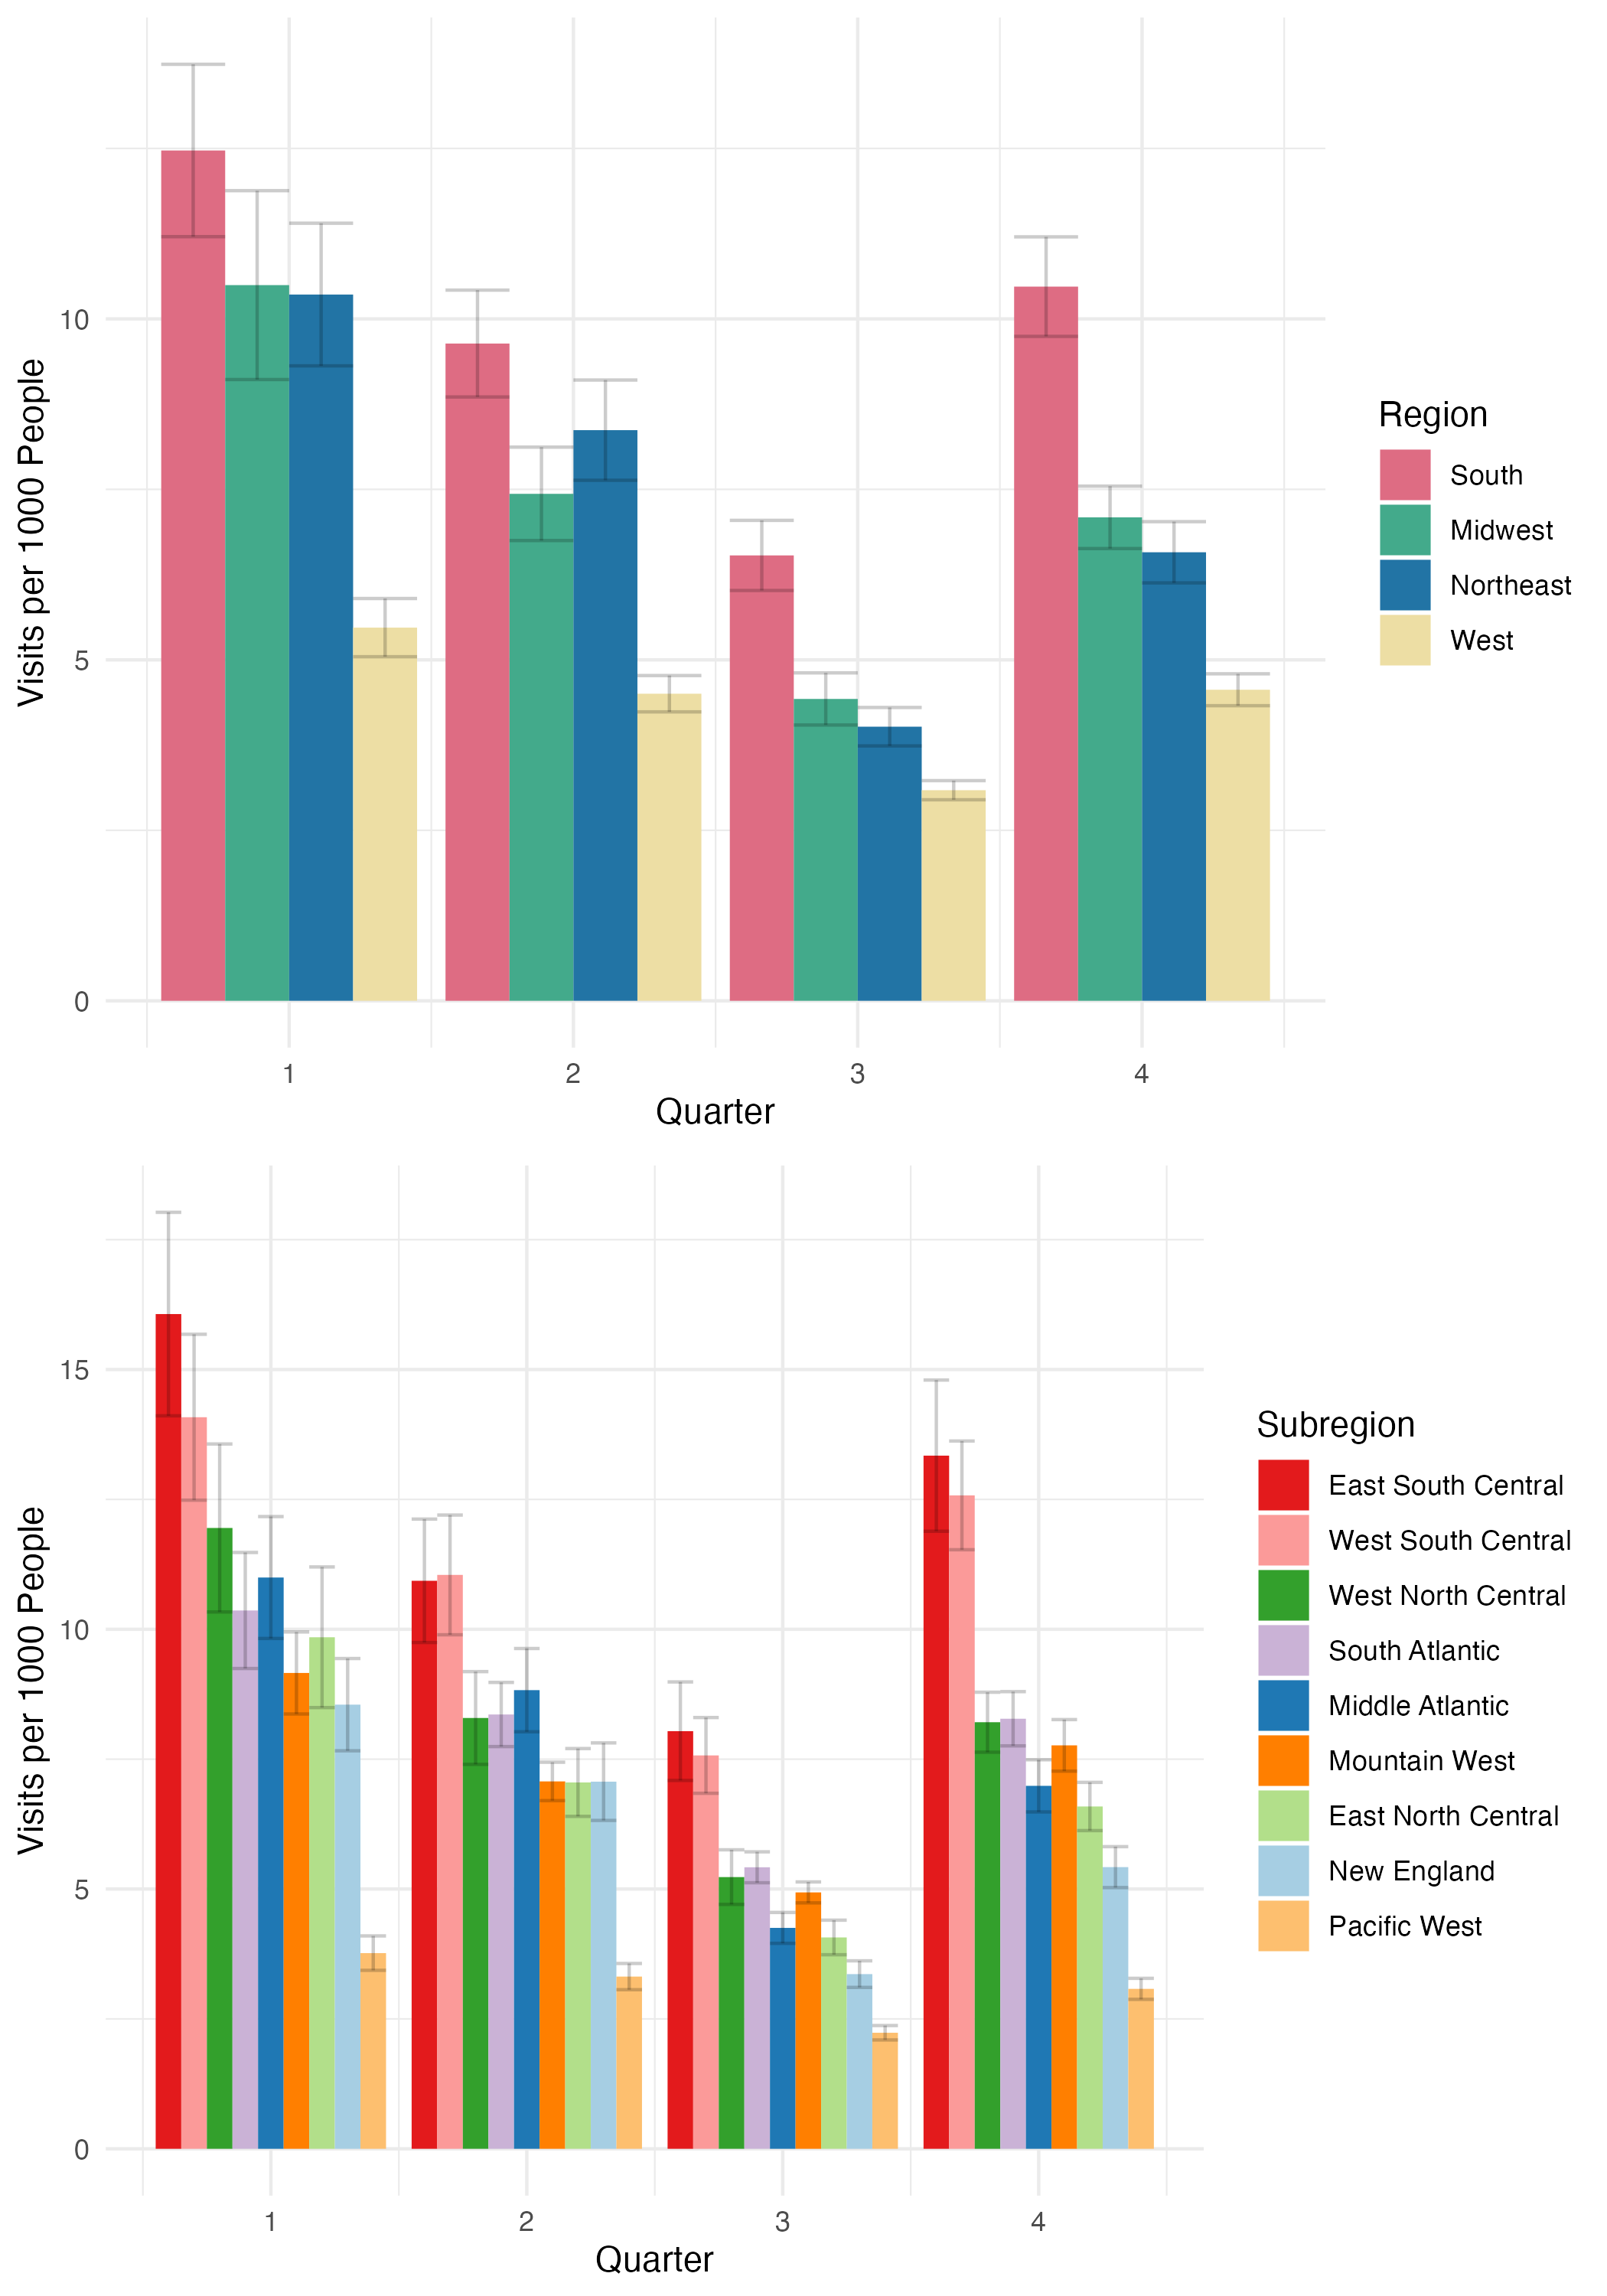 Visits per 1000 People
10
5
0
1 2 3 4
Quarter
Region
South
Midwest
Northeast
West
Visits per 1000 People
15
10
5
0
1 2 3 4
Quarter
Subregion
East South Central
West South Central
West North Central
South Atlantic
Middle Atlantic
Mountain West
East North Central
New England
Pacific West